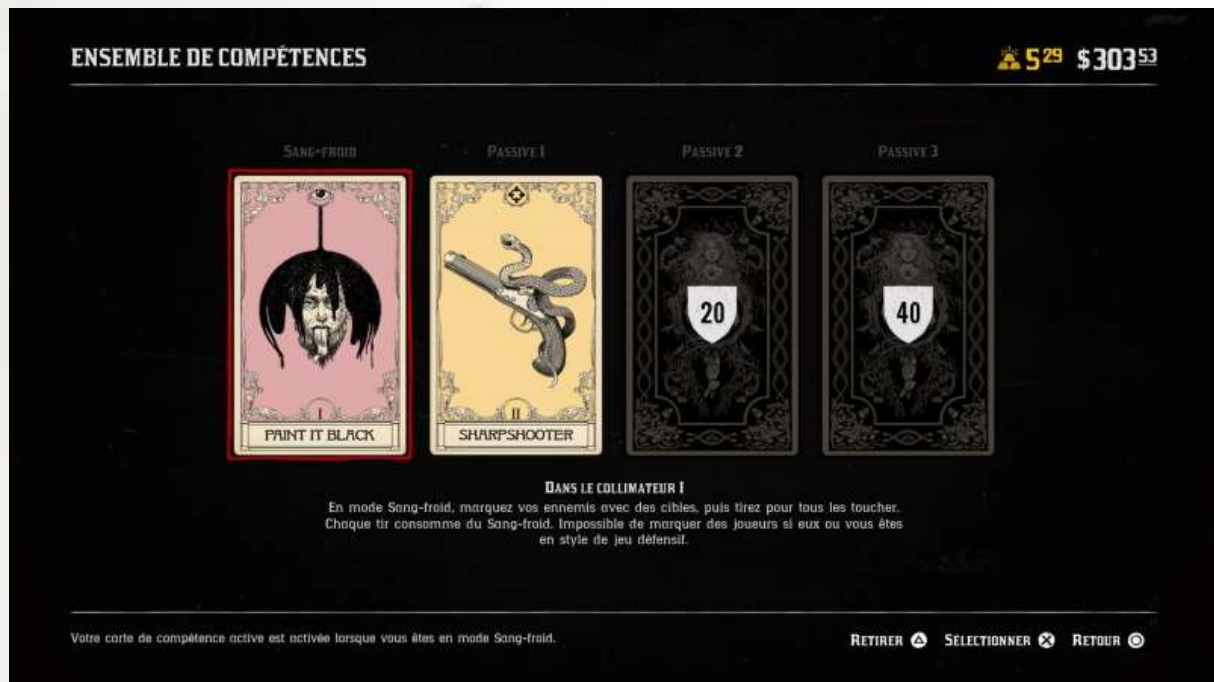 ENSEMBLE DE COMPÉTENCES
5 29 $303 53
SANG-FROID PASSIVE 1 PASSIVE 2 PASSIVE 3
20 40
I II
PAINT IT BLACK SHARPSHOOTER
DANS LE COLLIMATEUR I
En mode Sang-froid, marquez vos ennemis avec des cibles, puis tirez pour tous les toucher.
Chaque tir consomme du Sang-froid. Impossible de marquer des joueurs si eux ou vous êtes
en style de jeu défensif.
Votre carte de compétence active est activée lorsque vous êtes en mode Sang-froid.
RETIRER SÉLECTIONNER RETOUR